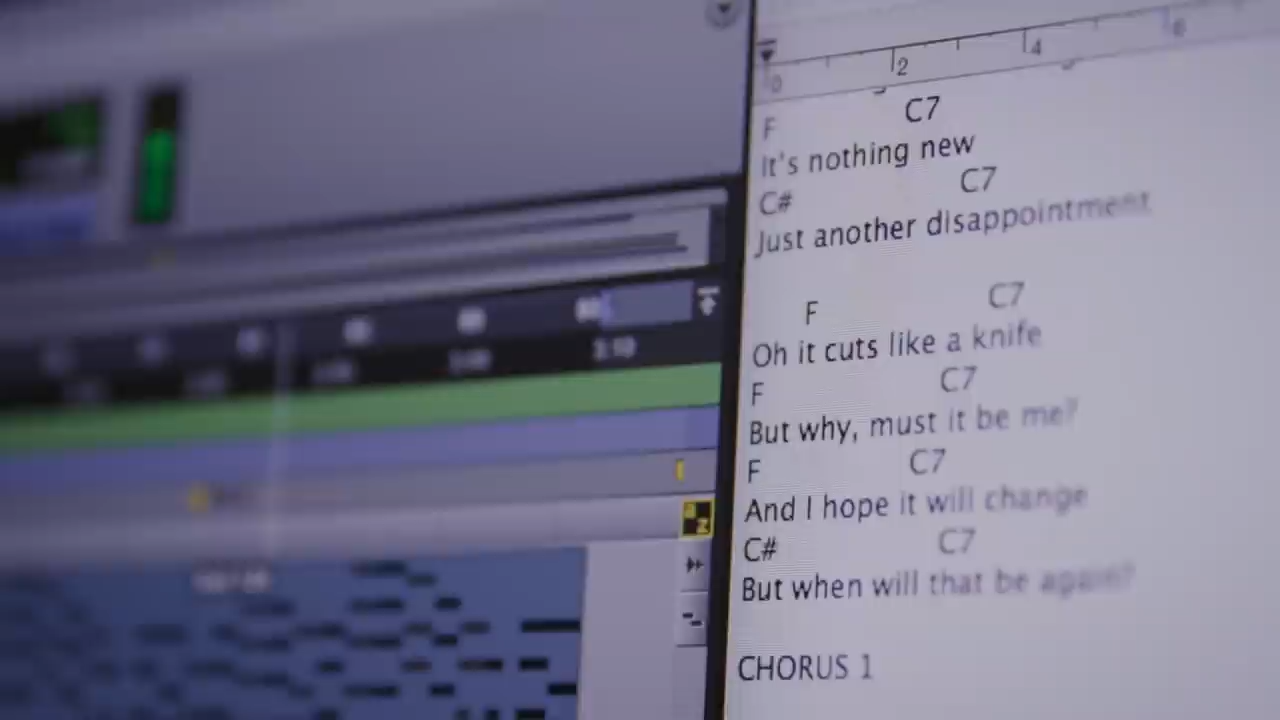 0 2 4 6
F C7
It's nothing new
C# C7
Just another disappointment
F C7
Oh it cuts like a knife
F C7
But why, must it be me?
F C7
And I hope it will change
C# C7
But when will that be again?
CHORUS 1